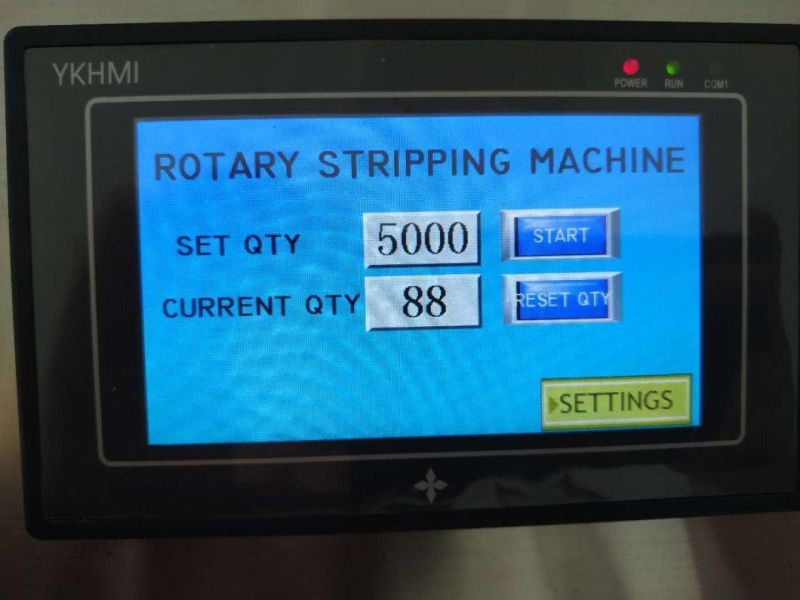 YKHMI
POWER RUN COM1
ROTARY STRIPPING MACHINE
SET QTY 5000 START
CURRENT QTY 88 RESET QTY
SETTINGS